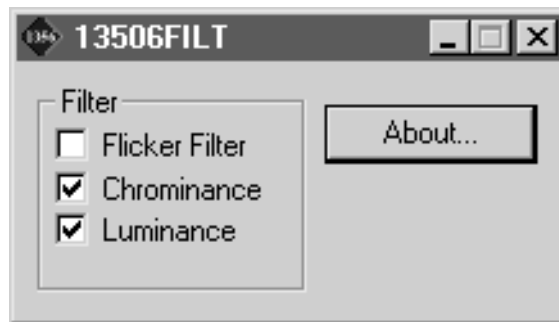 13506FILT
Filter
Flicker Filter
Chrominance
Luminance
About...